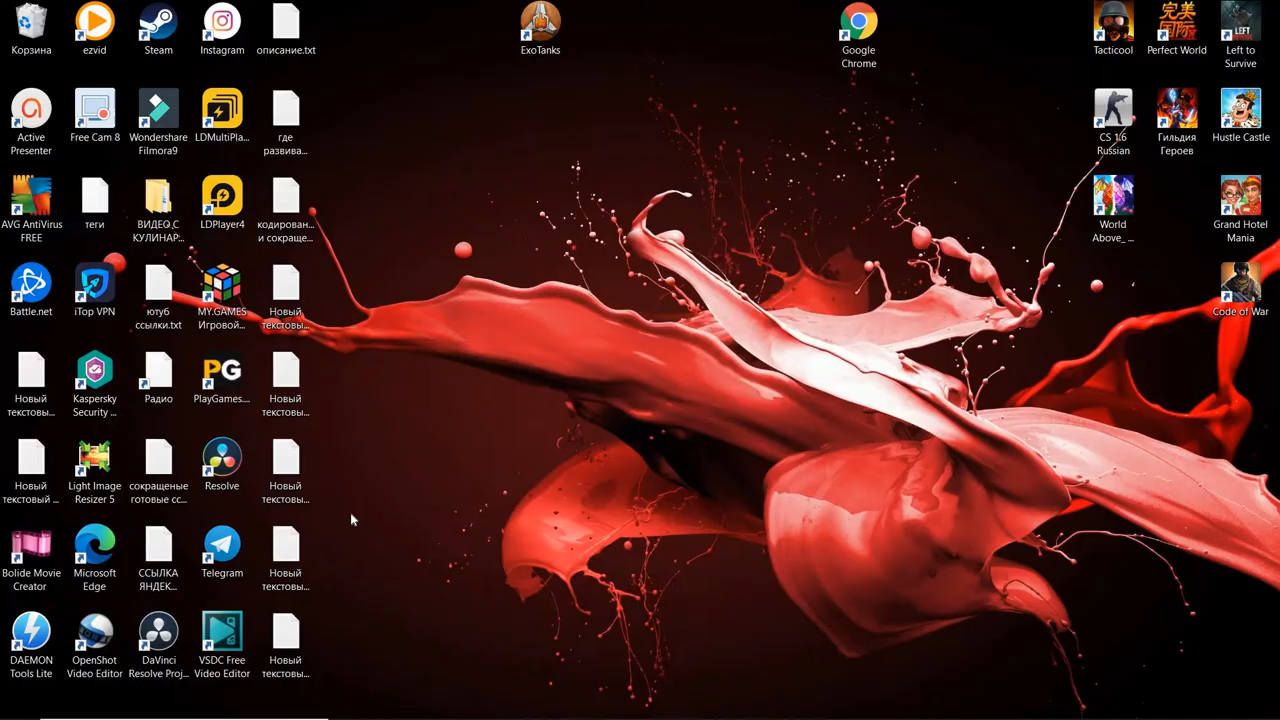 Корзина
ezvid
Steam
Instagram
описание.txt
ExoTanks
Google
Chrome
Tacticool
Perfect World
Left to
Survive
Active
Presenter
Free Cam 8
Wondershare
Filmora9
LDMultiPla...
где
развива...
CS 1.6
Russian
Гильдия
Героев
Hustle Castle
AVG AntiVirus
FREE
теги
ВИДЕО С
КУЛИНАР...
LDPlayer4
кодирован...
и сокраще...
World
Above_ ...
Grand Hotel
Mania
Battle.net
iTop VPN
ютуб
ссылки.txt
MY.GAMES
Игровой...
Новый
текстовы...
Code of War
Новый
текстовы...
Kaspersky
Security ...
Радио
PG
PlayGames....
Новый
текстовы...
Новый
текстовый ...
Light Image
Resizer 5
сокращеные
готовые сс...
Resolve
Новый
текстовы...
Bolide Movie
Creator
Microsoft
Edge
ССЫЛКА
ЯНДЕК...
Telegram
Новый
текстовы...
DAEMON
Tools Lite
OpenShot
Video Editor
DaVinci
Resolve Proj...
VSDC Free
Video Editor
Новый
текстовы...